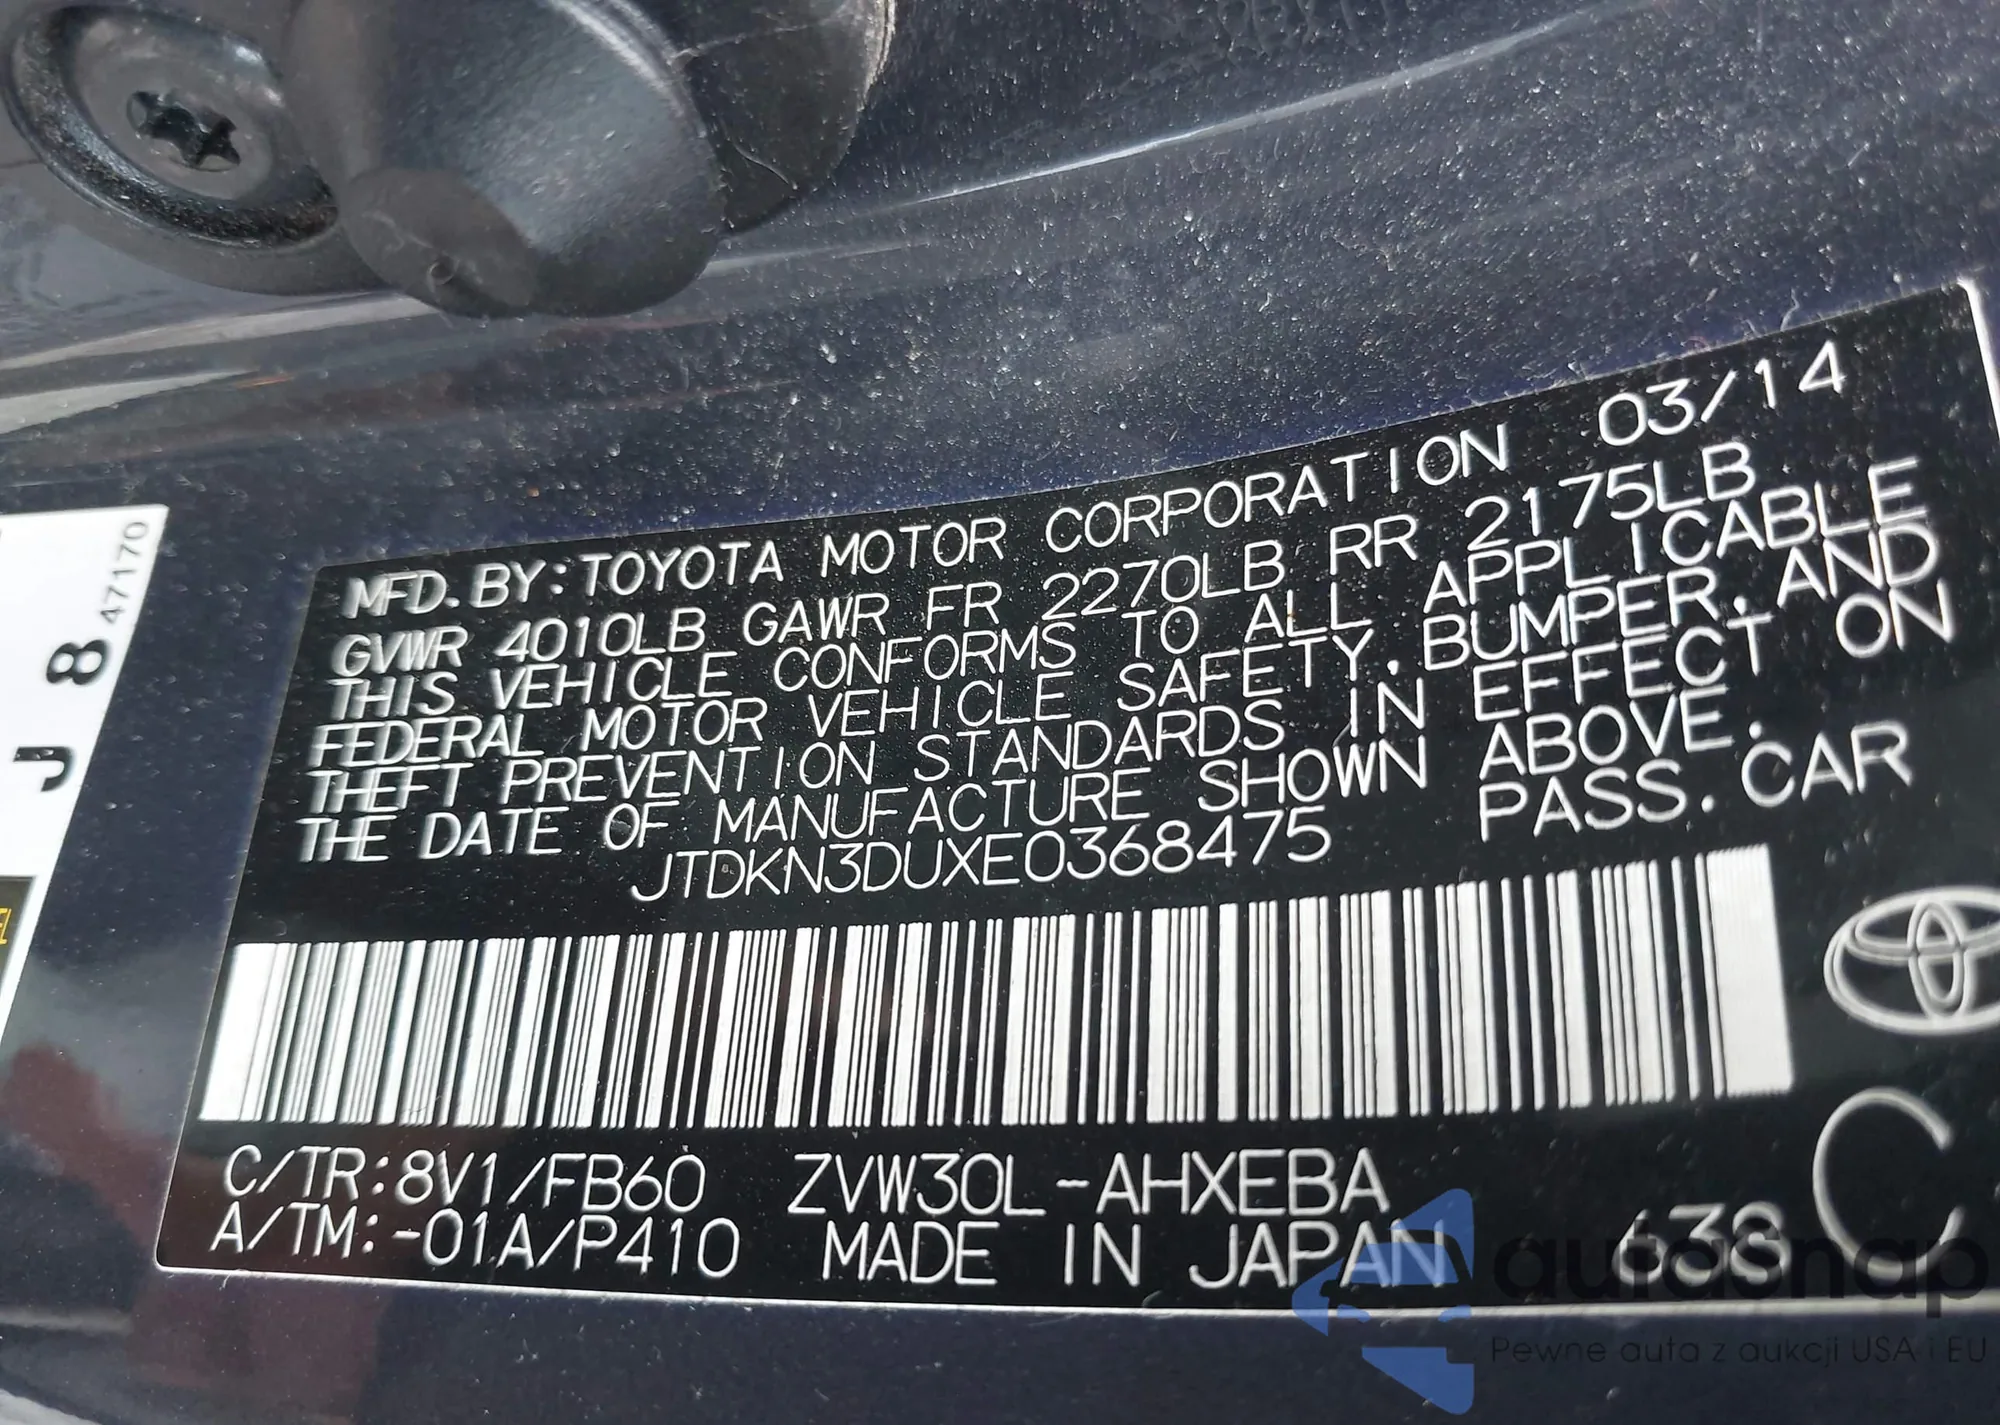 MFD. BY: TOYOTA MOTOR CORPORATION 03/14
GVWR 4010LB GAWR FR 2270LB RR 2175LB
THIS VEHICLE CONFORMS TO ALL APPLICABLE
FEDERAL MOTOR VEHICLE SAFETY, BUMPER, AND
THEFT PREVENTION STANDARDS IN EFFECT ON
THE DATE OF MANUFACTURE SHOWN ABOVE.
JTDKN3DUXE0368475 PASS. CAR
C/TR:8V1/FB60 ZVW30L-AHXEBA
A/TM:-01A/P410 MADE IN JAPAN 638 C
J 8 47170
autasnap
Pewne auta z aukcji USA i EU